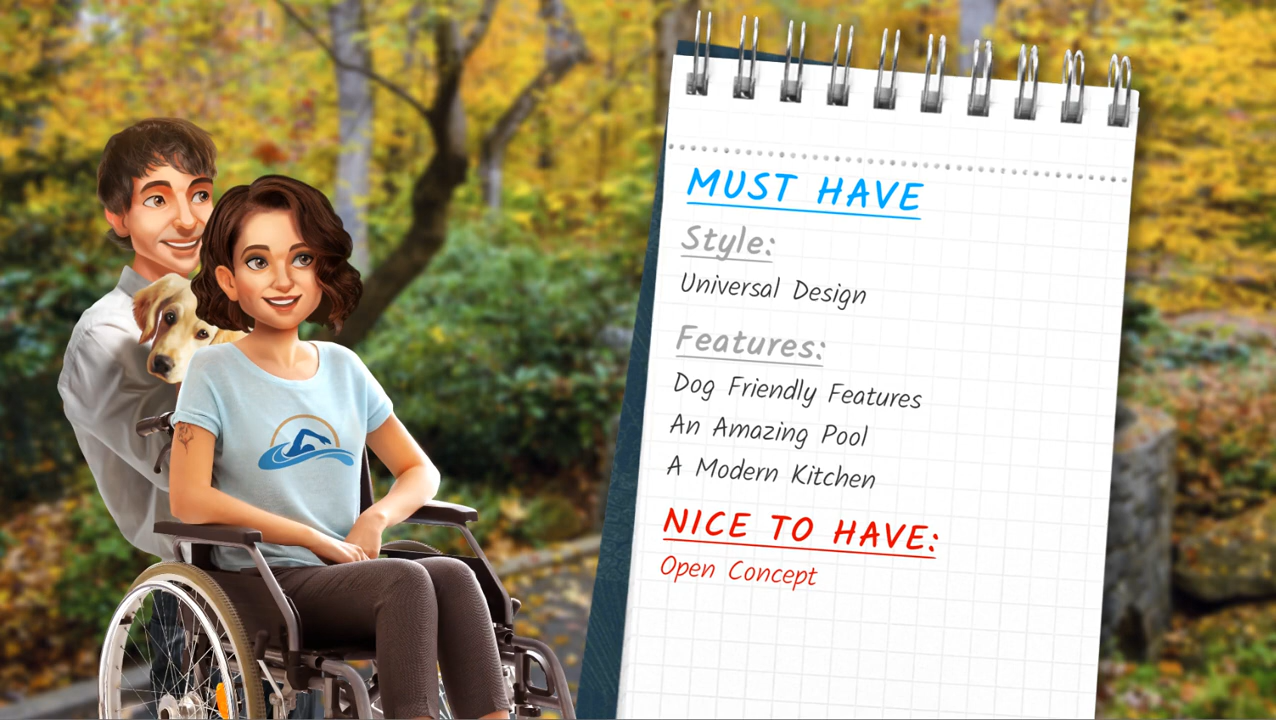 MUST HAVE
Style:
Universal Design
Features:
Dog Friendly Features
An Amazing Pool
A Modern Kitchen
NICE TO HAVE:
Open Concept